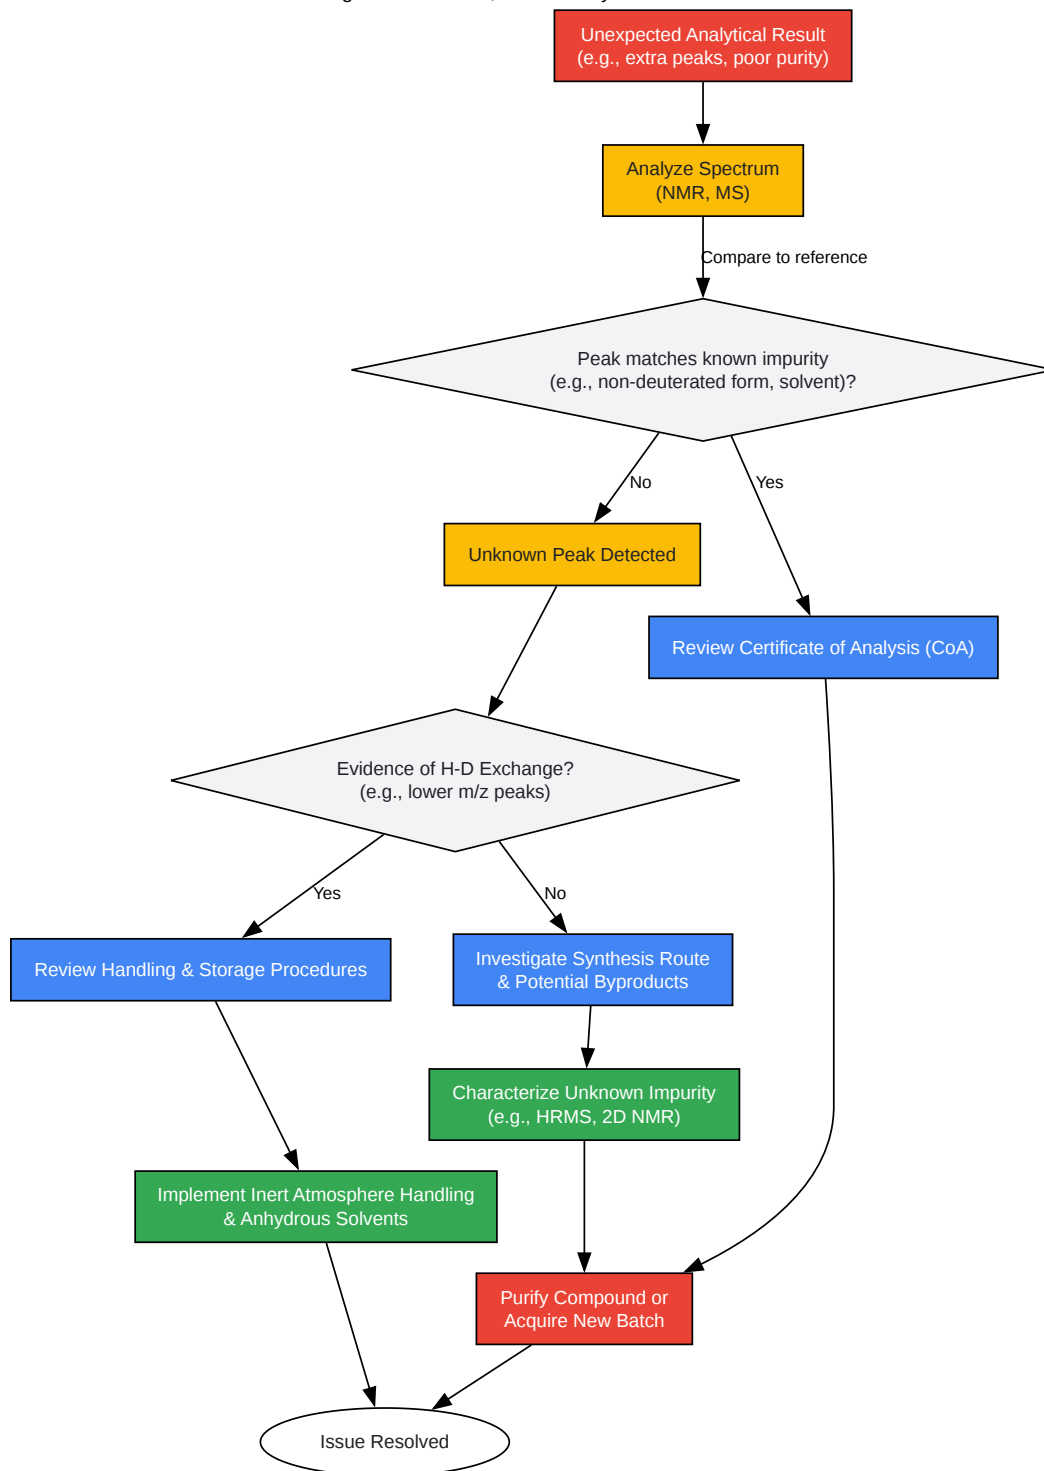 Unexpected Analytical Result
(e.g., extra peaks, poor purity)
Analyze Spectrum
(NMR, MS)
Compare to reference
Peak matches known impurity
(e.g., non-deuterated form, solvent)?
No
Yes
Unknown Peak Detected
Review Certificate of Analysis (CoA)
Evidence of H-D Exchange?
(e.g., lower m/z peaks)
Yes
No
Review Handling & Storage Procedures
Investigate Synthesis Route
& Potential Byproducts
Characterize Unknown Impurity
(e.g., HRMS, 2D NMR)
Implement Inert Atmosphere Handling
& Anhydrous Solvents
Purify Compound or
Acquire New Batch
Issue Resolved